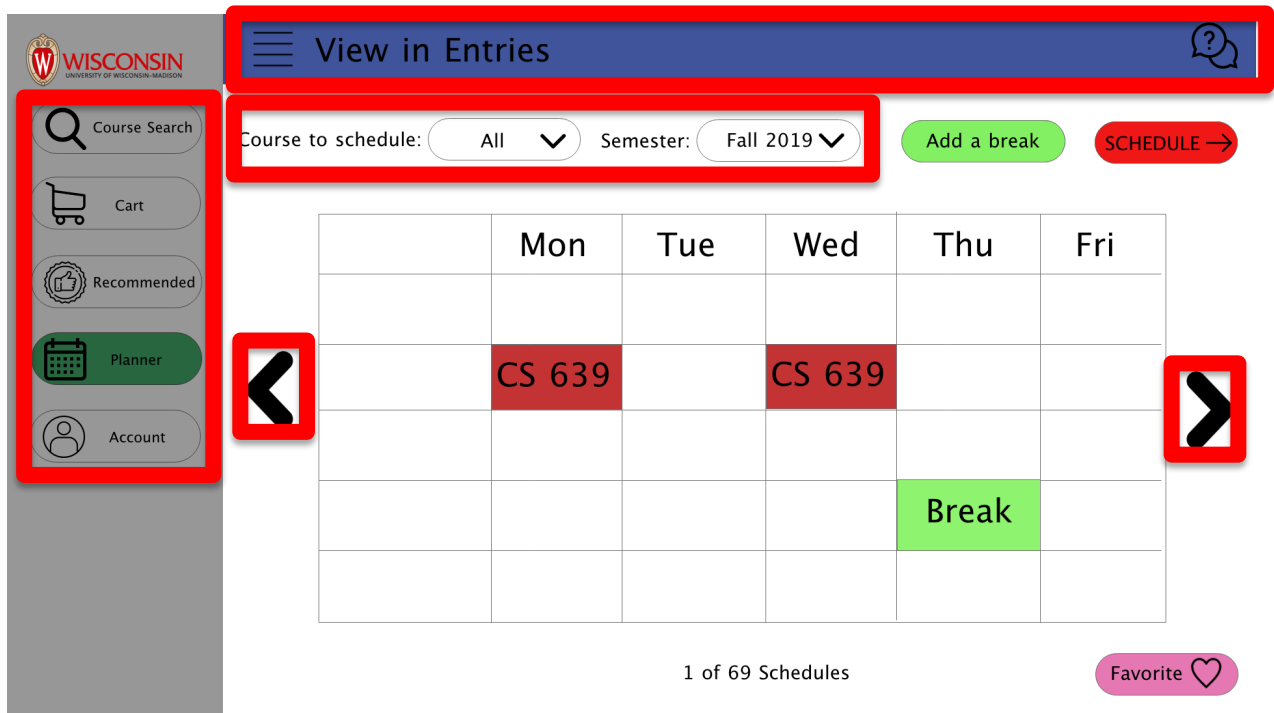 WISCONSIN
UNIVERSITY OF WISCONSIN–MADISON
Course Search
Cart
Recommended
Planner
Account
View in Entries
?
Course to schedule: All Semester: Fall 2019 Add a break SCHEDULE
Mon Tue Wed Thu Fri
CS 639 CS 639
Break
1 of 69 Schedules
Favorite